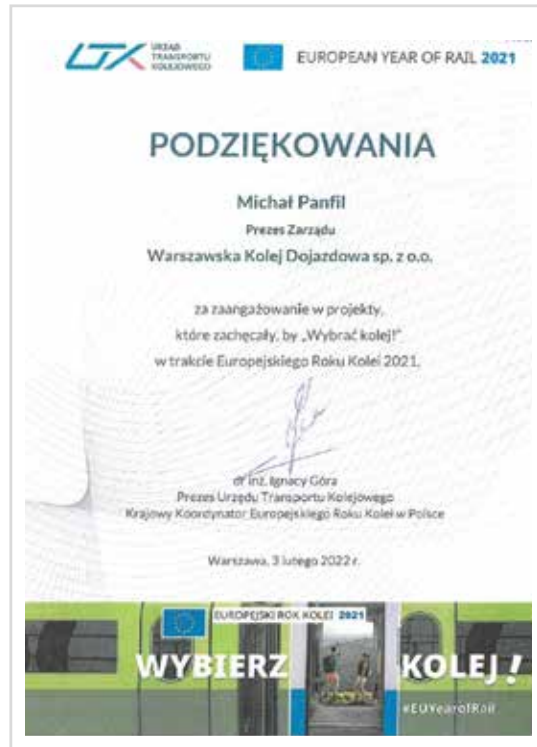 URZĄD
TRANSPORTU
KOLEJOWEGO
EUROPEAN YEAR OF RAIL 2021
PODZIĘKOWANIA
Michał Panfil
Prezes Zarządu
Warszawska Kolej Dojazdowa sp. z o.o.
za zaangażowanie w projekty,
które zachęcały, by „Wybrać kolej!”
w trakcie Europejskiego Roku Kolei 2021.
dr inż. Ignacy Góra
Prezes Urzędu Transportu Kolejowego
Krajowy Koordynator Europejskiego Roku Kolei w Polsce
Warszawa, 3 lutego 2022 r.
EUROPEJSKI ROK KOLEI 2021
WYBIERZ KOLEJ!
#EUYearofRail